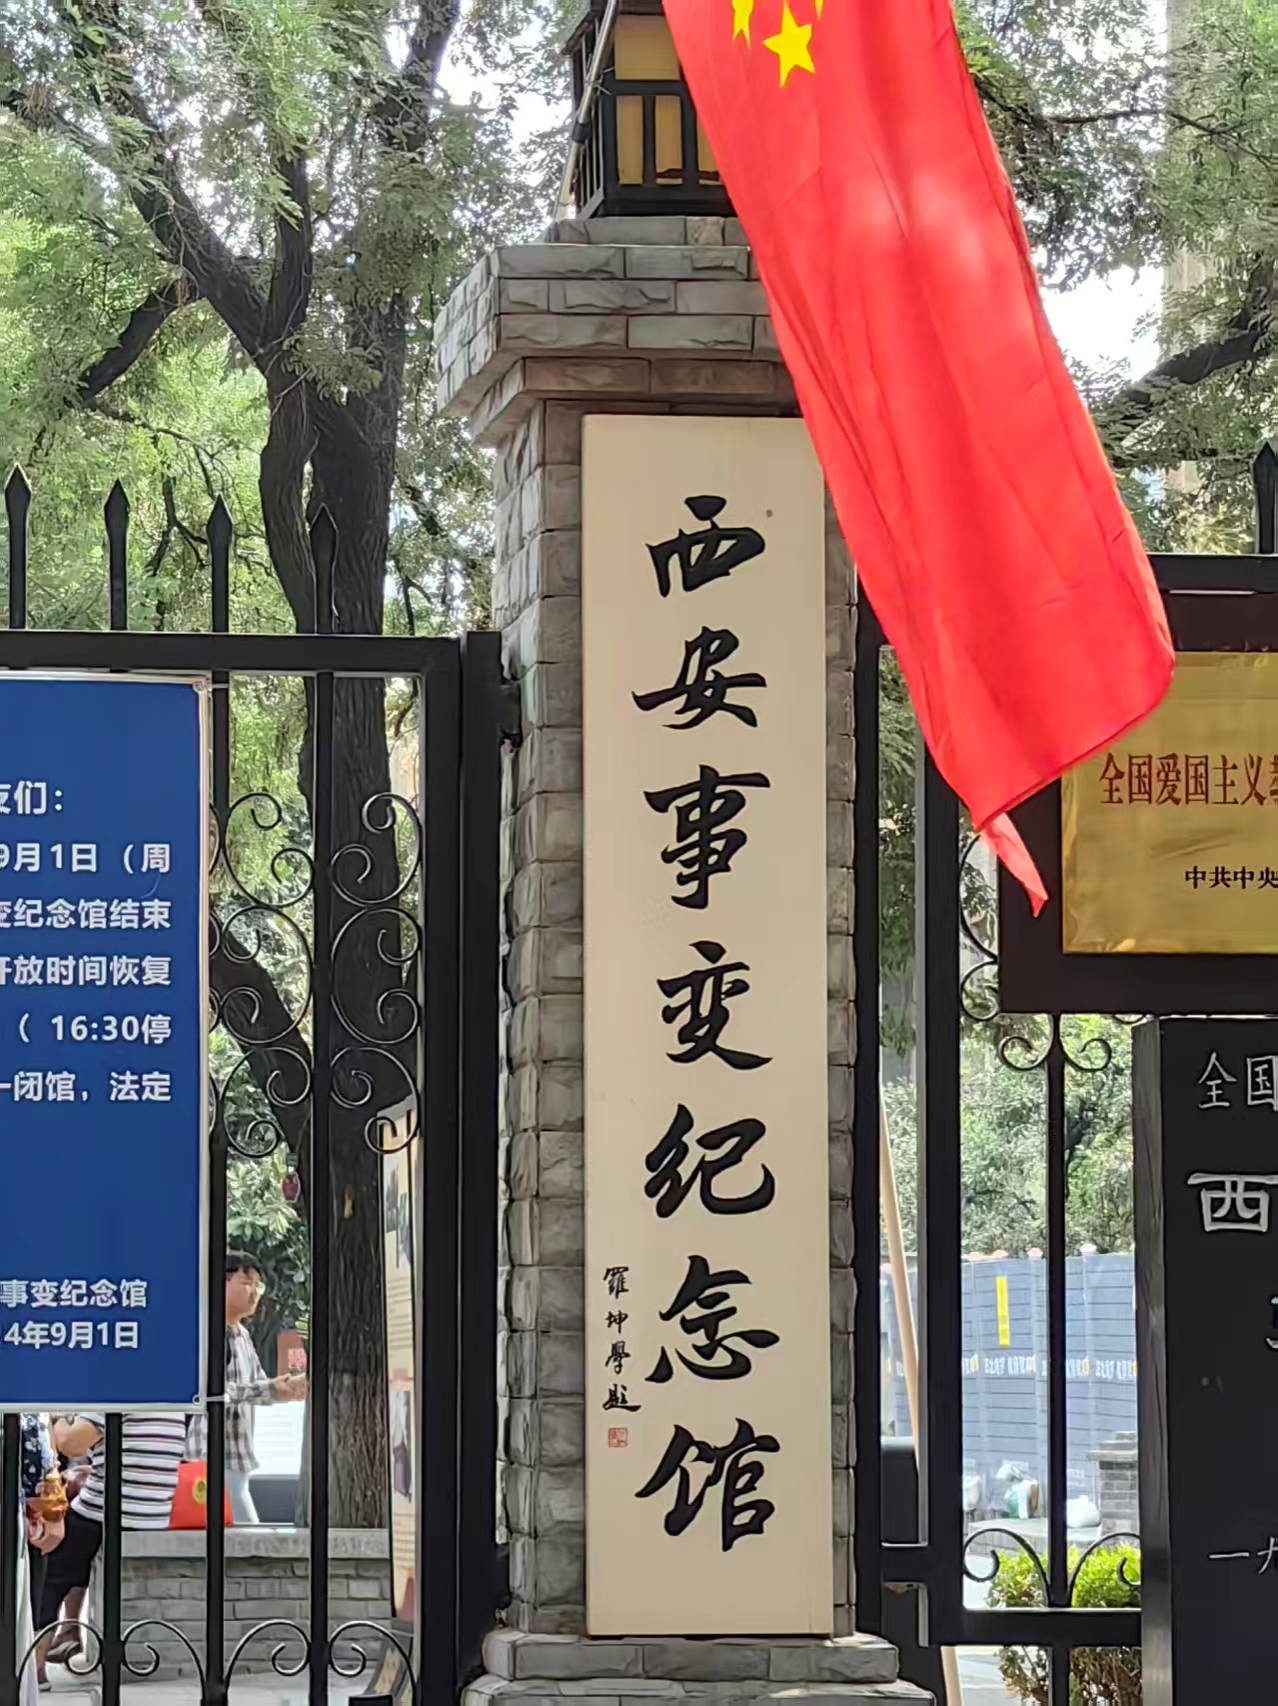 友们：
9月1日（周
变纪念馆结束
开放时间恢复
（ 16:30停
一闭馆，法定
事变纪念馆
4年9月1日
西安事变纪念馆
羅坤學題
全国爱国主义教
中共中央
全国
西
一九